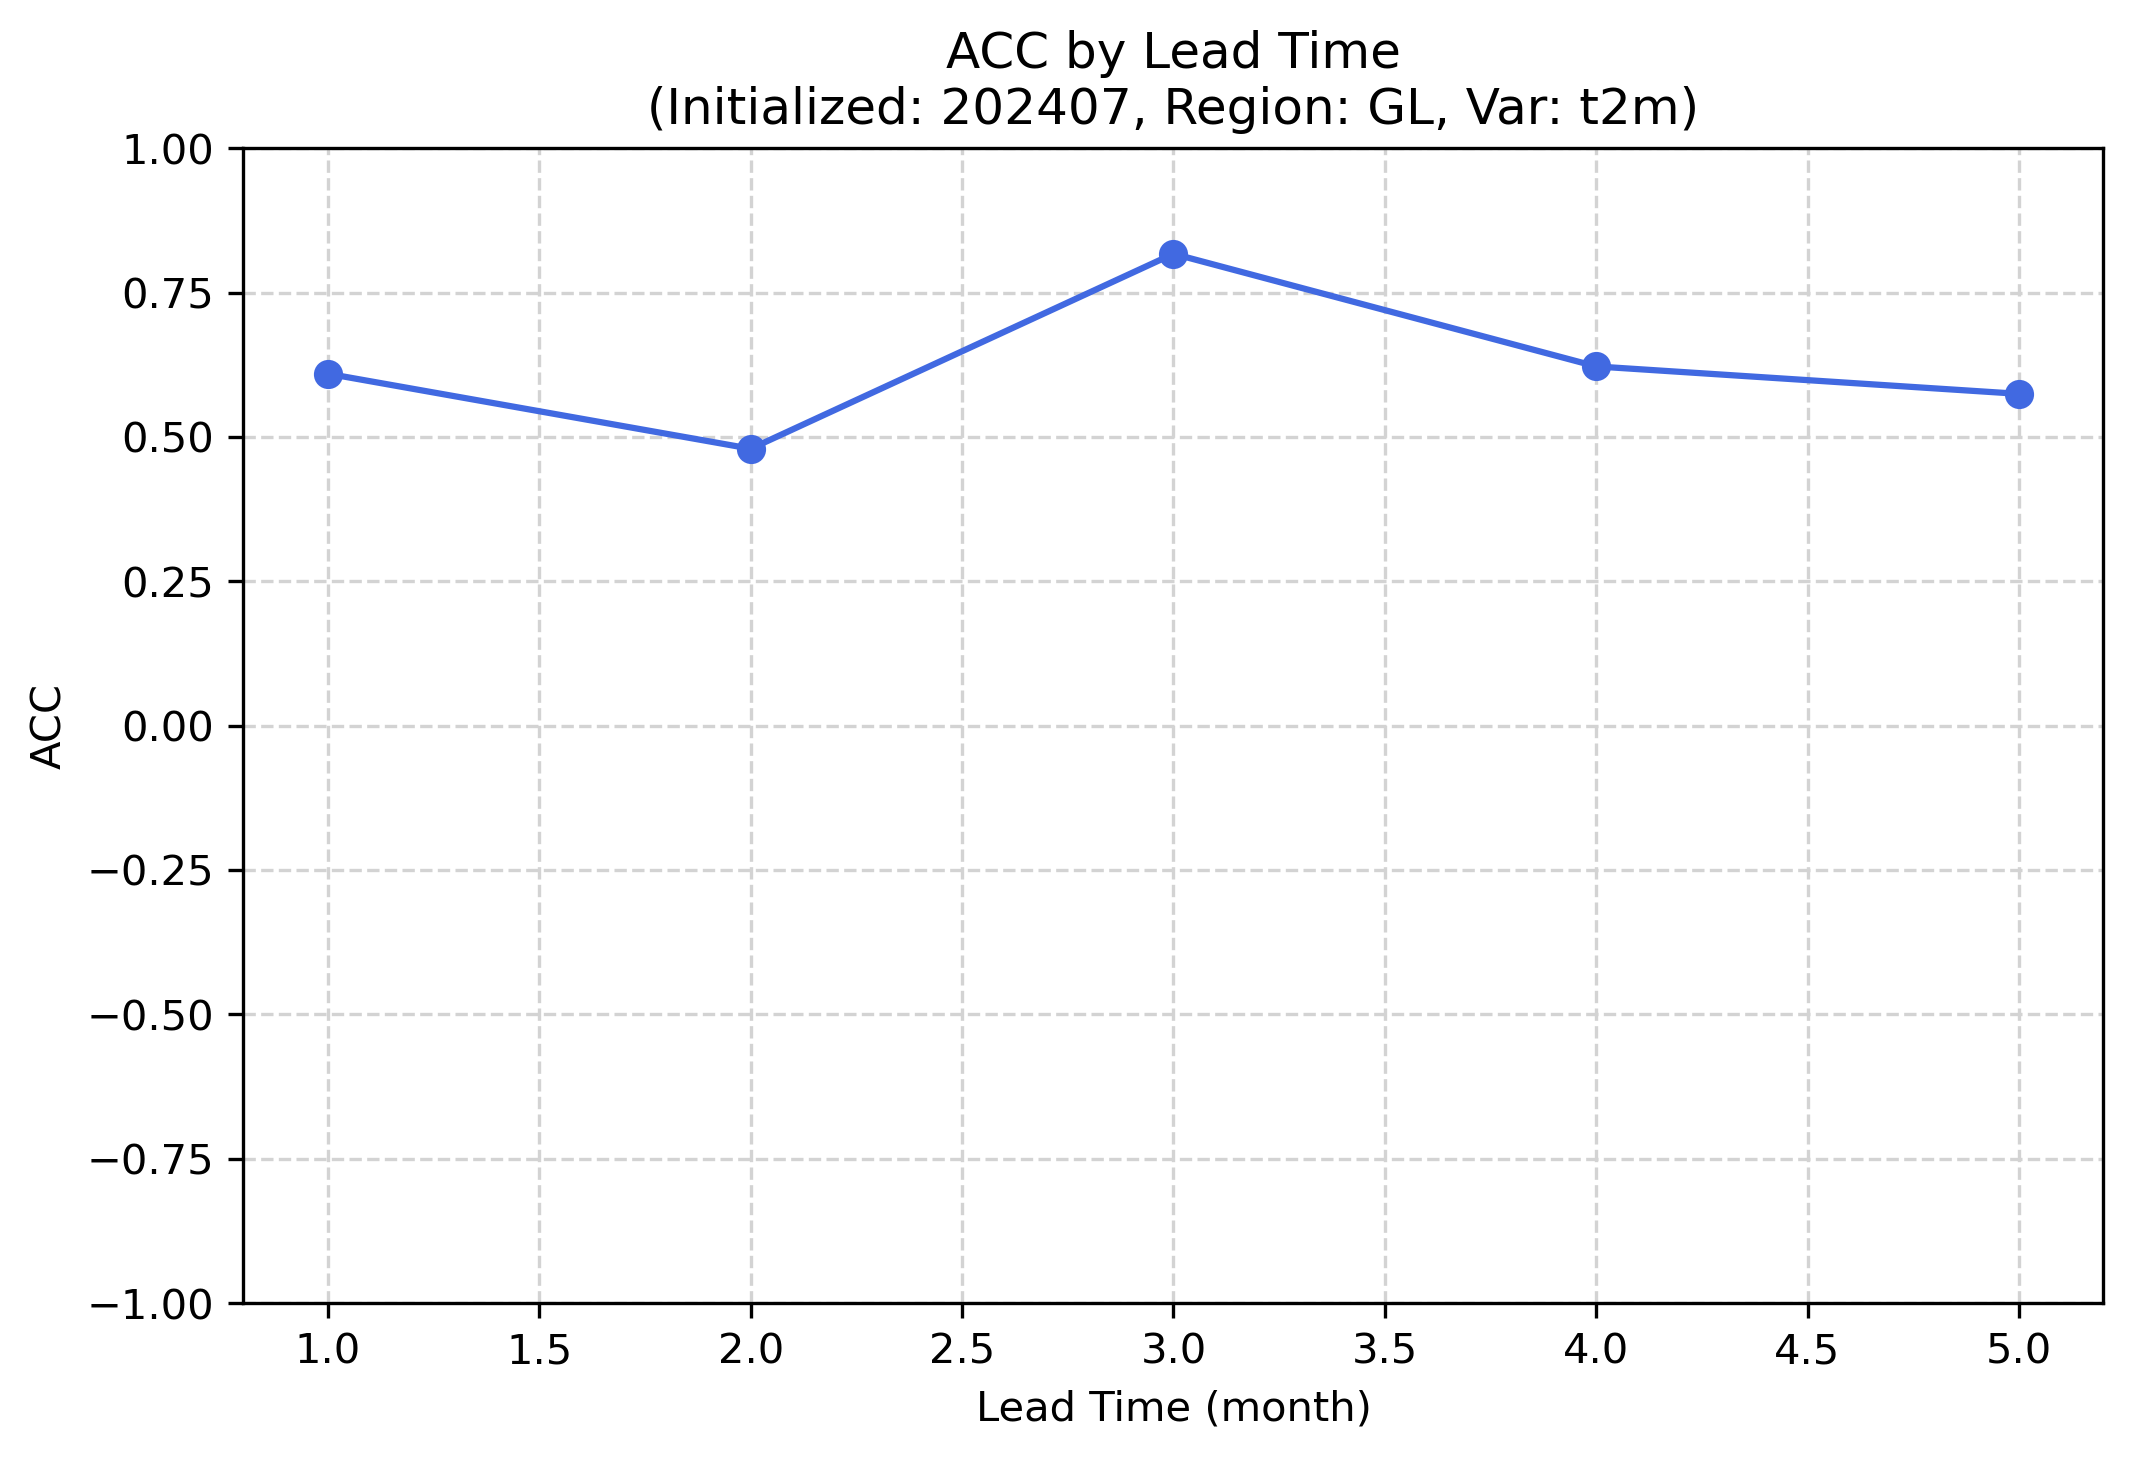 ACC by Lead Time
(Initialized: 202407, Region: GL, Var: t2m)
1.00
0.75
0.50
0.25
0.00
−0.25
−0.50
−0.75
−1.00
ACC
1.0 1.5 2.0 2.5 3.0 3.5 4.0 4.5 5.0
Lead Time (month)